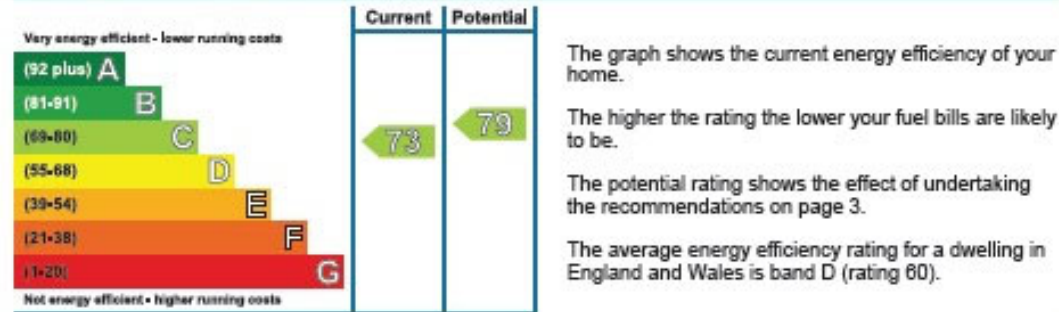 Current Potential
Very energy efficient - lower running costs
(92 plus) A
(81-91) B
(69-80) C
73
79
(55-68) D
(39-54) E
(21-38) F
(1-20) G
Not energy efficient - higher running costs
The graph shows the current energy efficiency of your
home.
The higher the rating the lower your fuel bills are likely
to be.
The potential rating shows the effect of undertaking
the recommendations on page 3.
The average energy efficiency rating for a dwelling in
England and Wales is band D (rating 60).